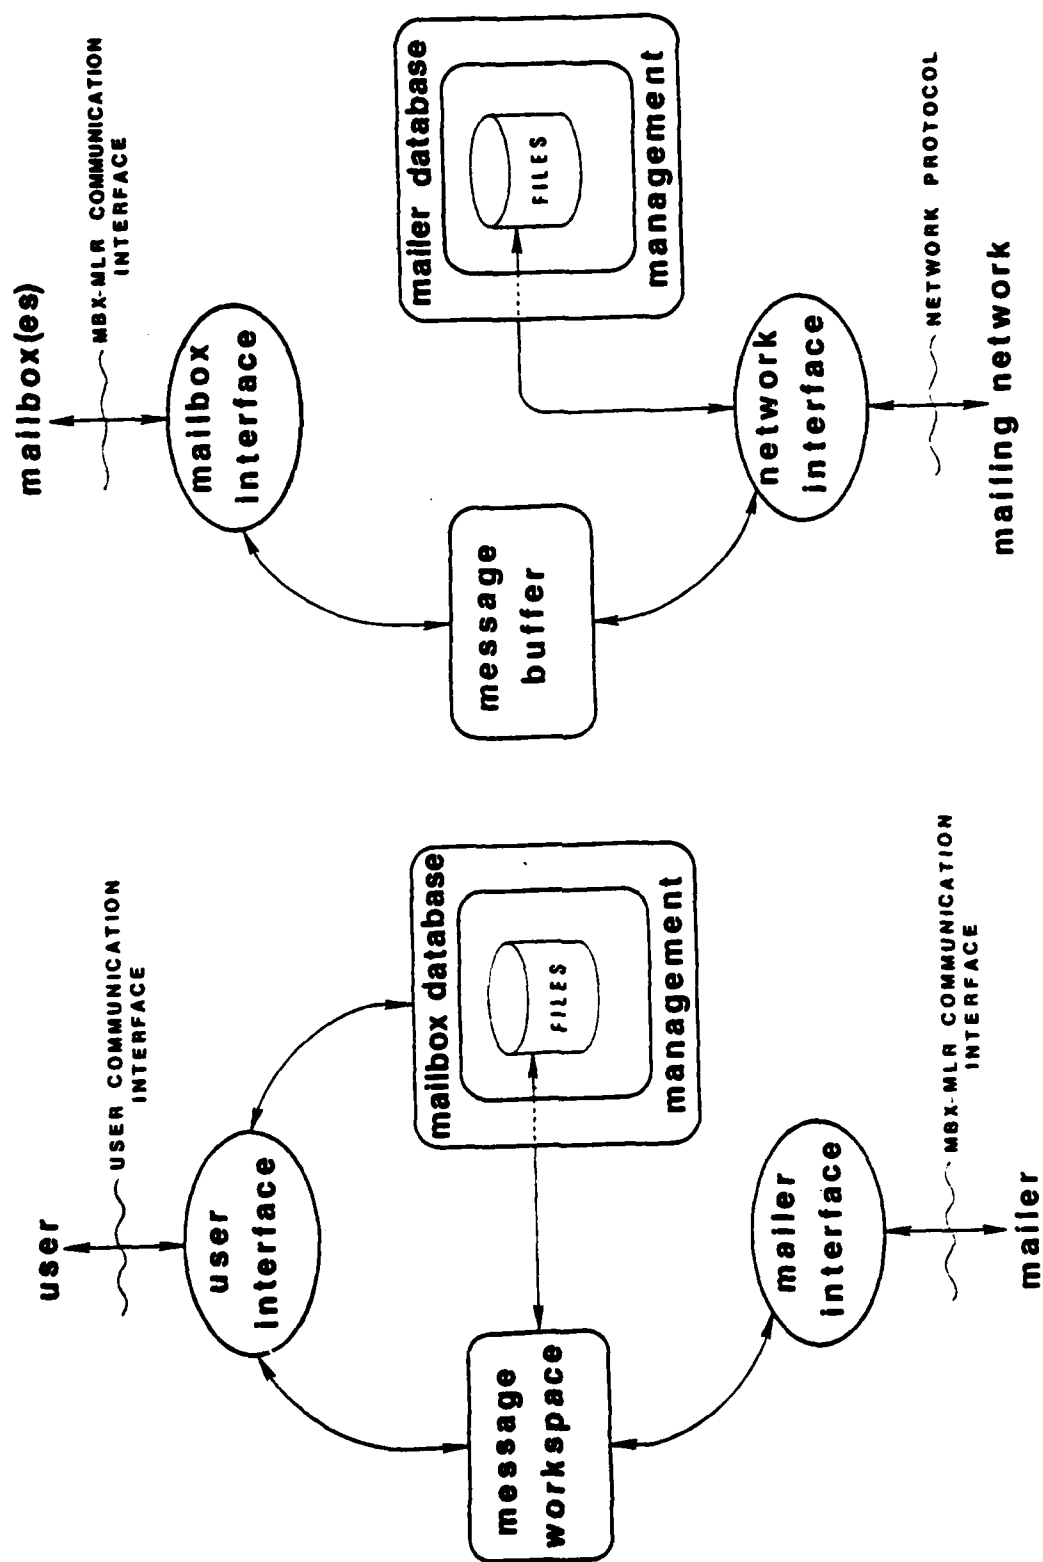 user
USER COMMUNICATION
INTERFACE
user
interface
message
workspace
mailbox database
FILES
management
mailer
interface
MBX-MLR COMMUNICATION
INTERFACE
mailer
mailbox(es)
MBX-MLR COMMUNICATION
INTERFACE
mailbox
interface
message
buffer
mailer database
FILES
management
network
interface
NETWORK PROTOCOL
mailing network